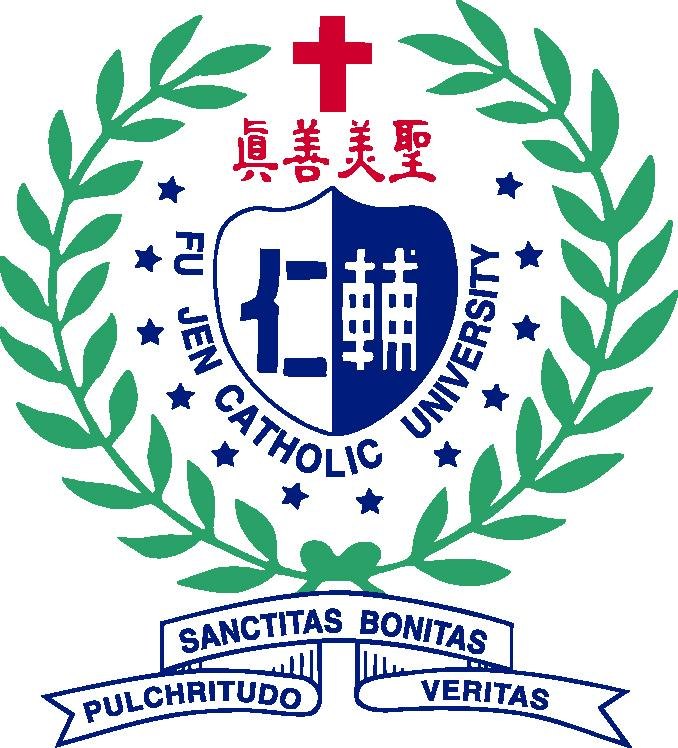 眞善美聖
仁輔
FU JEN CATHOLIC UNIVERSITY
SANCTITAS BONITAS
PULCHRITUDO VERITAS